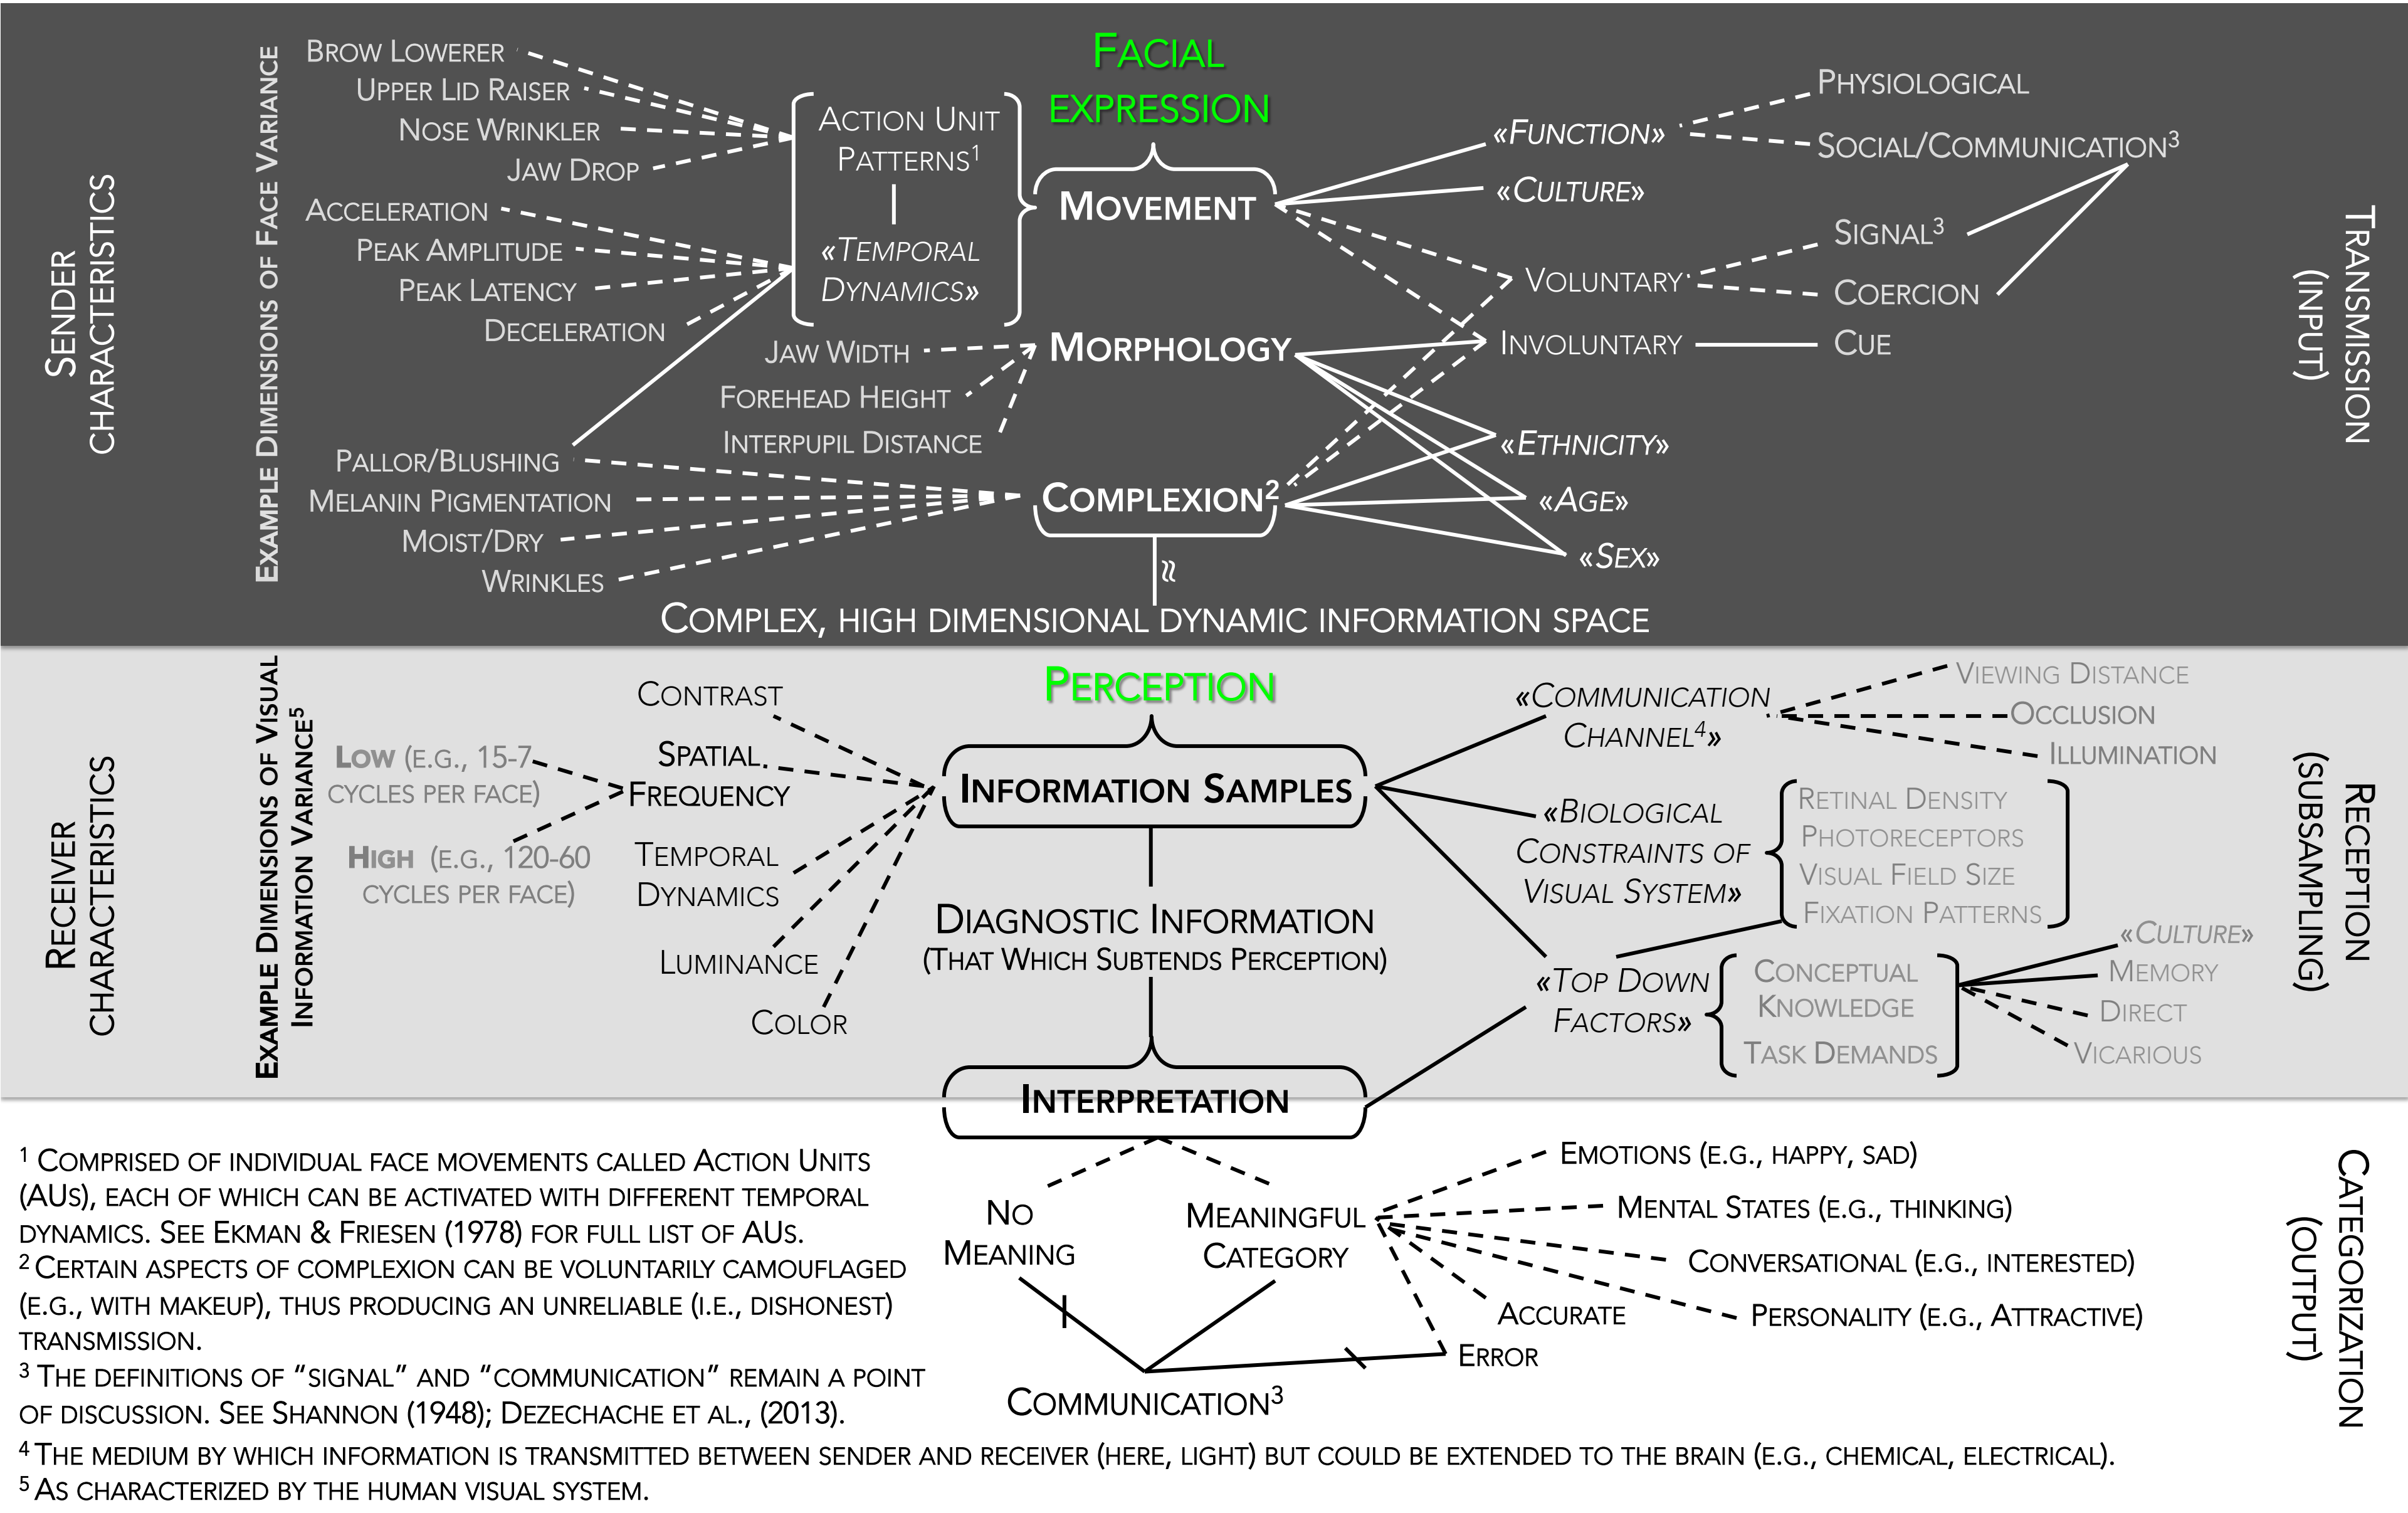 FACIAL
EXPRESSION
SENDER
CHARACTERISTICS
EXAMPLE DIMENSIONS OF FACE VARIANCE
BROW LOWERER
UPPER LID RAISER
NOSE WRINKLER
JAW DROP
ACCELERATION
PEAK AMPLITUDE
PEAK LATENCY
DECELERATION
ACTION UNIT
PATTERNS1
«TEMPORAL
DYNAMICS»
MOVEMENT
«FUNCTION»
«CULTURE»
PHYSIOLOGICAL
SOCIAL/COMMUNICATION3
VOLUNTARY
SIGNAL3
COERCION
INVOLUNTARY
CUE
JAW WIDTH
FOREHEAD HEIGHT
INTERPUPIL DISTANCE
MORPHOLOGY
«ETHNICITY»
«AGE»
«SEX»
PALLOR/BLUSHING
MELANIN PIGMENTATION
MOIST/DRY
WRINKLES
COMPLEXION2
≈
COMPLEX, HIGH DIMENSIONAL DYNAMIC INFORMATION SPACE
TRANSMISSION
(INPUT)
PERCEPTION
RECEIVER
CHARACTERISTICS
EXAMPLE DIMENSIONS OF VISUAL
INFORMATION VARIANCE5
CONTRAST
LOW (E.G., 15-7
CYCLES PER FACE)
HIGH (E.G., 120-60
CYCLES PER FACE)
SPATIAL
FREQUENCY
TEMPORAL
DYNAMICS
LUMINANCE
COLOR
INFORMATION SAMPLES
DIAGNOSTIC INFORMATION
(THAT WHICH SUBTENDS PERCEPTION)
INTERPRETATION
«COMMUNICATION
CHANNEL4»
VIEWING DISTANCE
OCCLUSION
ILLUMINATION
«BIOLOGICAL
CONSTRAINTS OF
VISUAL SYSTEM»
RETINAL DENSITY
PHOTORECEPTORS
VISUAL FIELD SIZE
FIXATION PATTERNS
«TOP DOWN
FACTORS»
CONCEPTUAL
KNOWLEDGE
TASK DEMANDS
«CULTURE»
MEMORY
DIRECT
VICARIOUS
RECEPTION
(SUBSAMPLING)
NO
MEANING
MEANINGFUL
CATEGORY
EMOTIONS (E.G., HAPPY, SAD)
MENTAL STATES (E.G., THINKING)
CONVERSATIONAL (E.G., INTERESTED)
PERSONALITY (E.G., ATTRACTIVE)
ACCURATE
ERROR
COMMUNICATION3
CATEGORIZATION
(OUTPUT)
1 COMPRISED OF INDIVIDUAL FACE MOVEMENTS CALLED ACTION UNITS
(AUS), EACH OF WHICH CAN BE ACTIVATED WITH DIFFERENT TEMPORAL
DYNAMICS. SEE EKMAN & FRIESEN (1978) FOR FULL LIST OF AUS.
2 CERTAIN ASPECTS OF COMPLEXION CAN BE VOLUNTARILY CAMOUFLAGED
(E.G., WITH MAKEUP), THUS PRODUCING AN UNRELIABLE (I.E., DISHONEST)
TRANSMISSION.
3 THE DEFINITIONS OF “SIGNAL” AND “COMMUNICATION” REMAIN A POINT
OF DISCUSSION. SEE SHANNON (1948); DEZECHACHE ET AL., (2013).
4 THE MEDIUM BY WHICH INFORMATION IS TRANSMITTED BETWEEN SENDER AND RECEIVER (HERE, LIGHT) BUT COULD BE EXTENDED TO THE BRAIN (E.G., CHEMICAL, ELECTRICAL).
5 AS CHARACTERIZED BY THE HUMAN VISUAL SYSTEM.